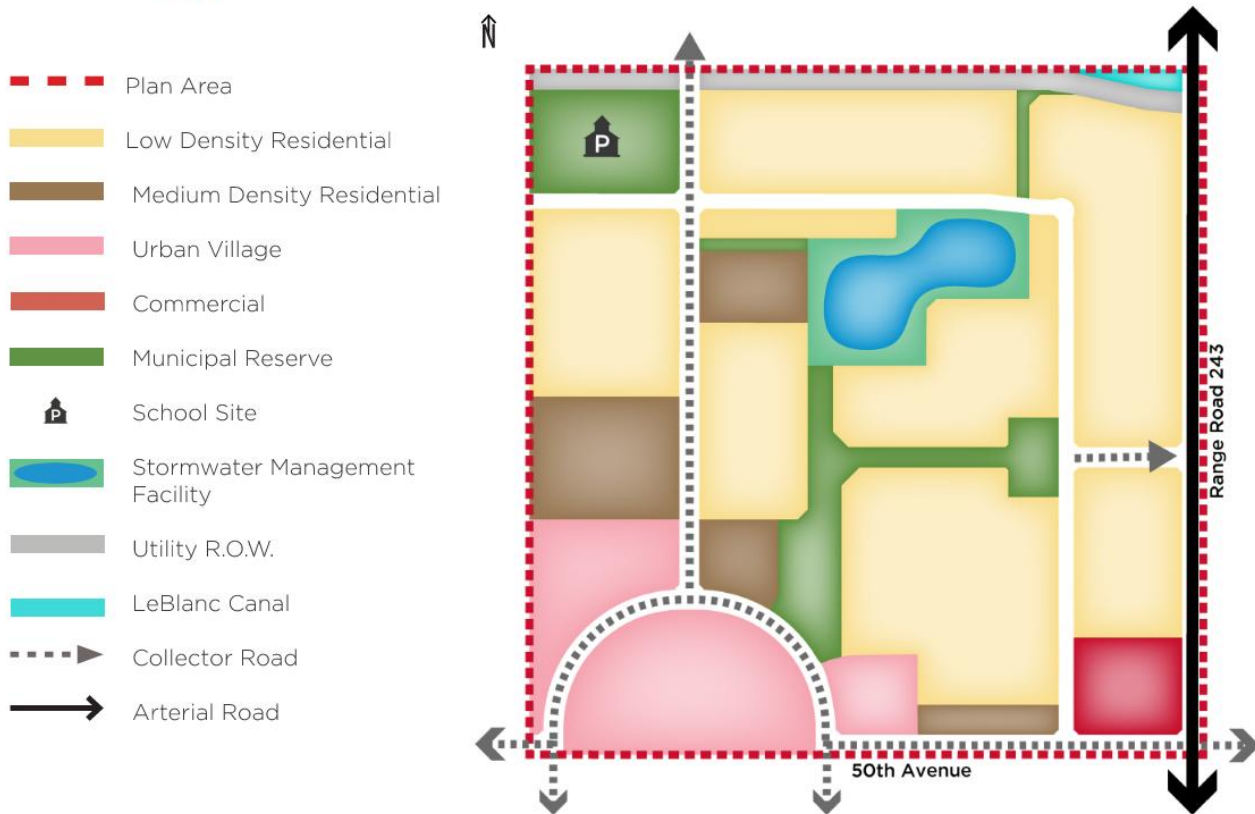 N
Plan Area
Low Density Residential
Medium Density Residential
Urban Village
Commercial
Municipal Reserve
P
School Site
Stormwater Management
Facility
Utility R.O.W.
LeBlanc Canal
Collector Road
Arterial Road
P
Range Road 243
50th Avenue